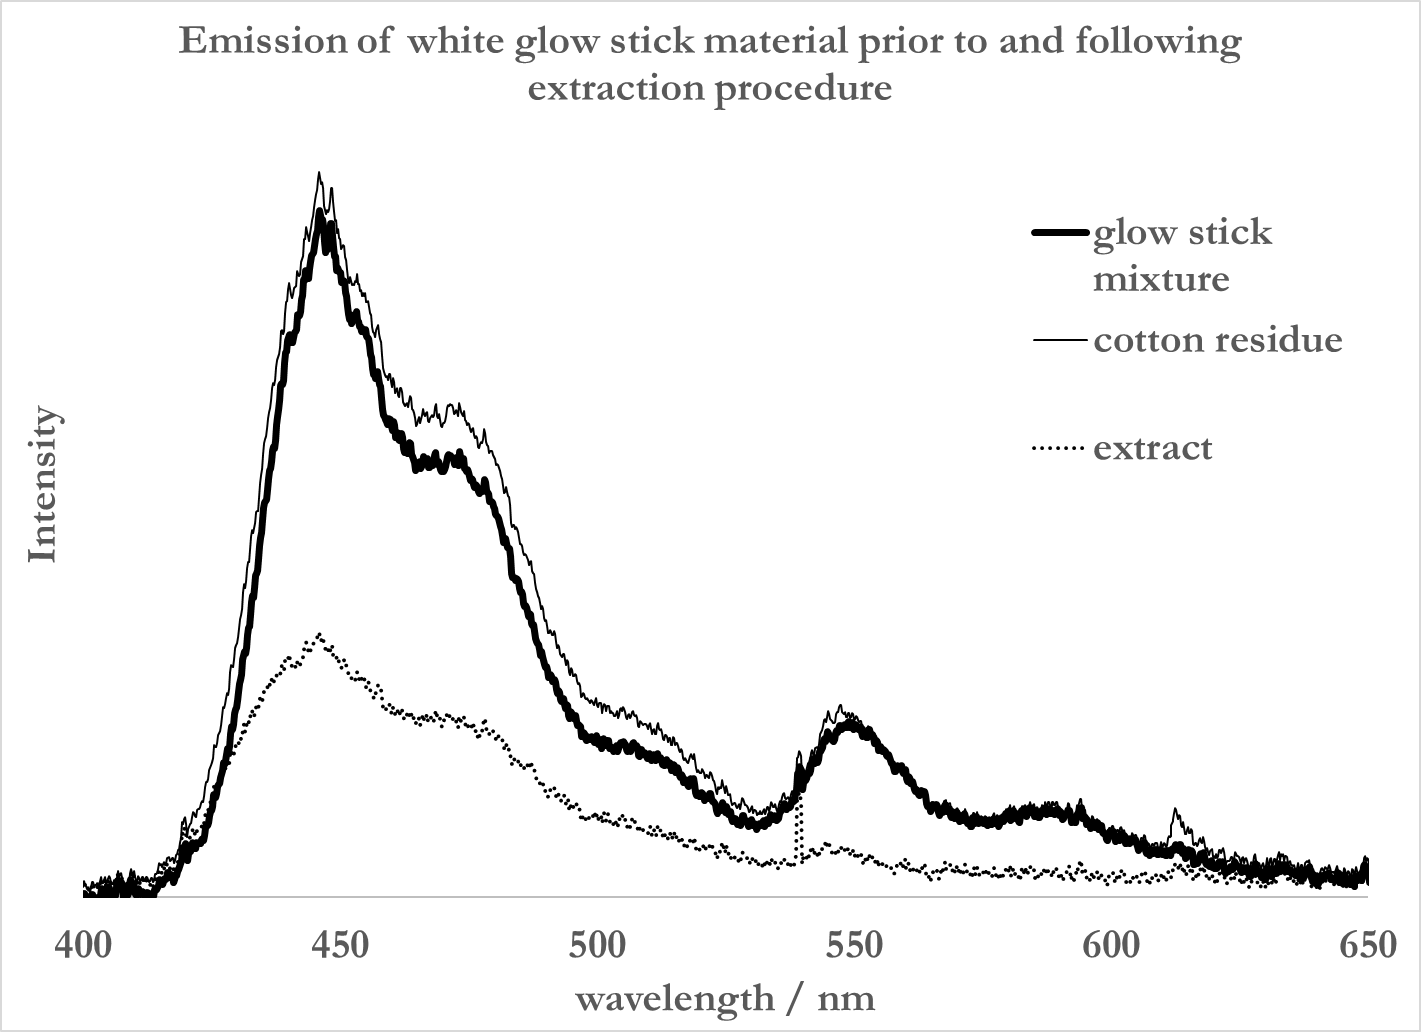 Emission of white glow stick material prior to and following
extraction procedure
glow stick
mixture
cotton residue
extract
Intensity
400 450 500 550 600 650
wavelength / nm